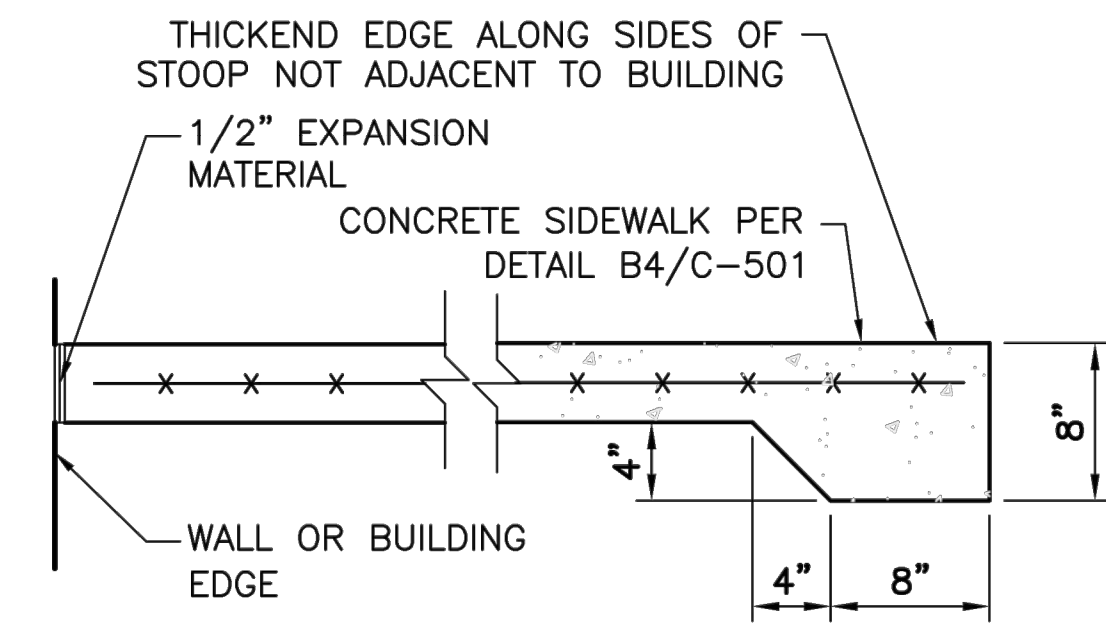 THICKEND EDGE ALONG SIDES OF
STOOP NOT ADJACENT TO BUILDING
1/2" EXPANSION
MATERIAL
CONCRETE SIDEWALK PER
DETAIL B4/C-501
4"
8"
WALL OR BUILDING
EDGE
4"
8"